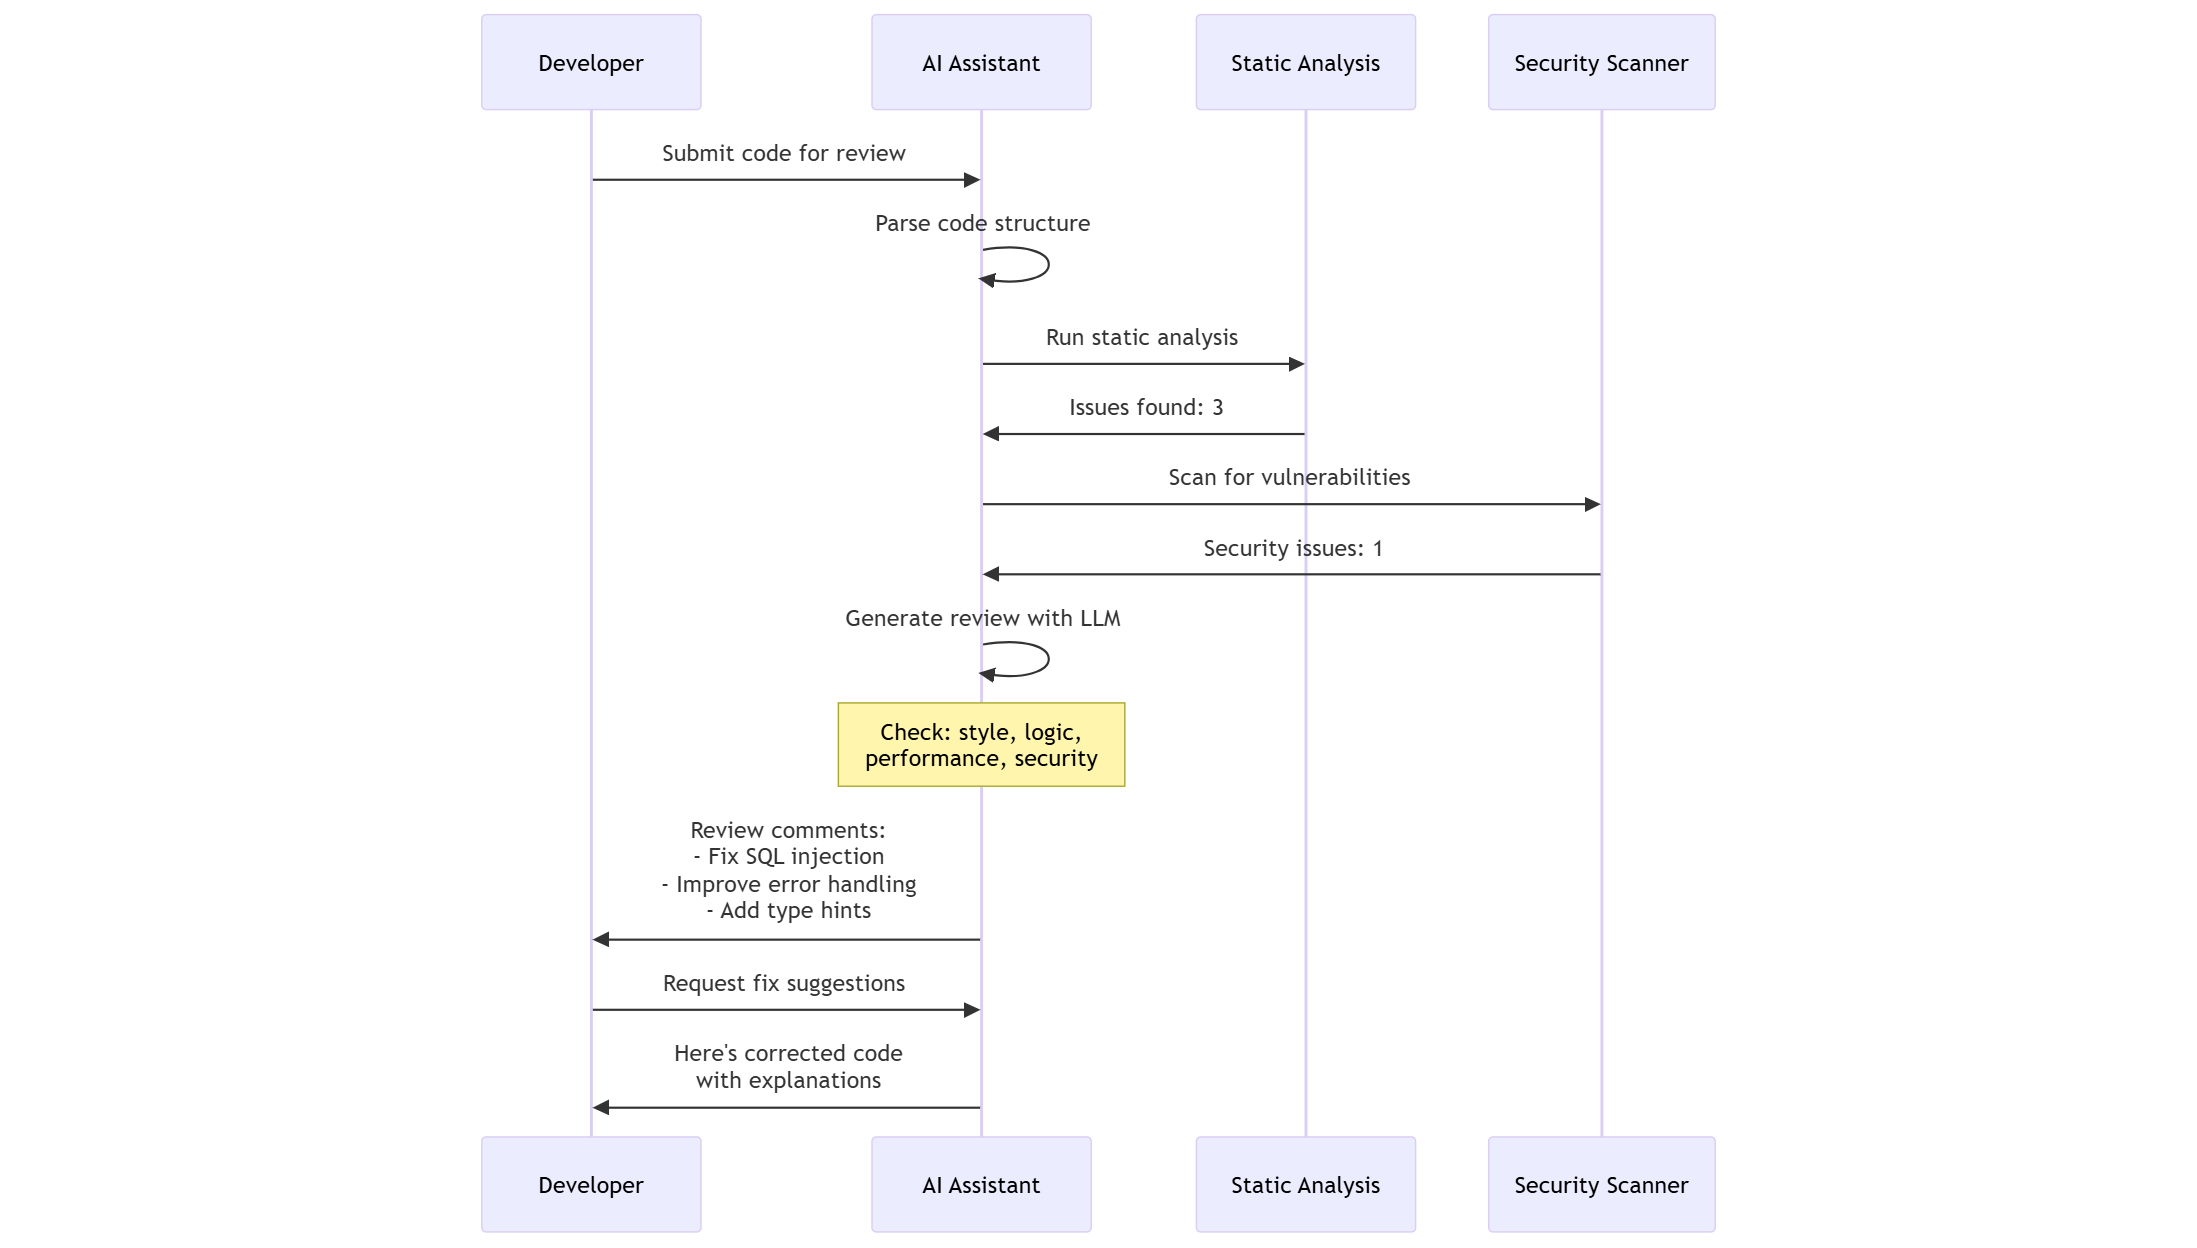 Developer
AI Assistant
Static Analysis
Security Scanner
Submit code for review
Parse code structure
Run static analysis
Issues found: 3
Scan for vulnerabilities
Security issues: 1
Generate review with LLM
Check: style, logic,
performance, security
Review comments:
- Fix SQL injection
- Improve error handling
- Add type hints
Request fix suggestions
Here's corrected code
with explanations
Developer
AI Assistant
Static Analysis
Security Scanner